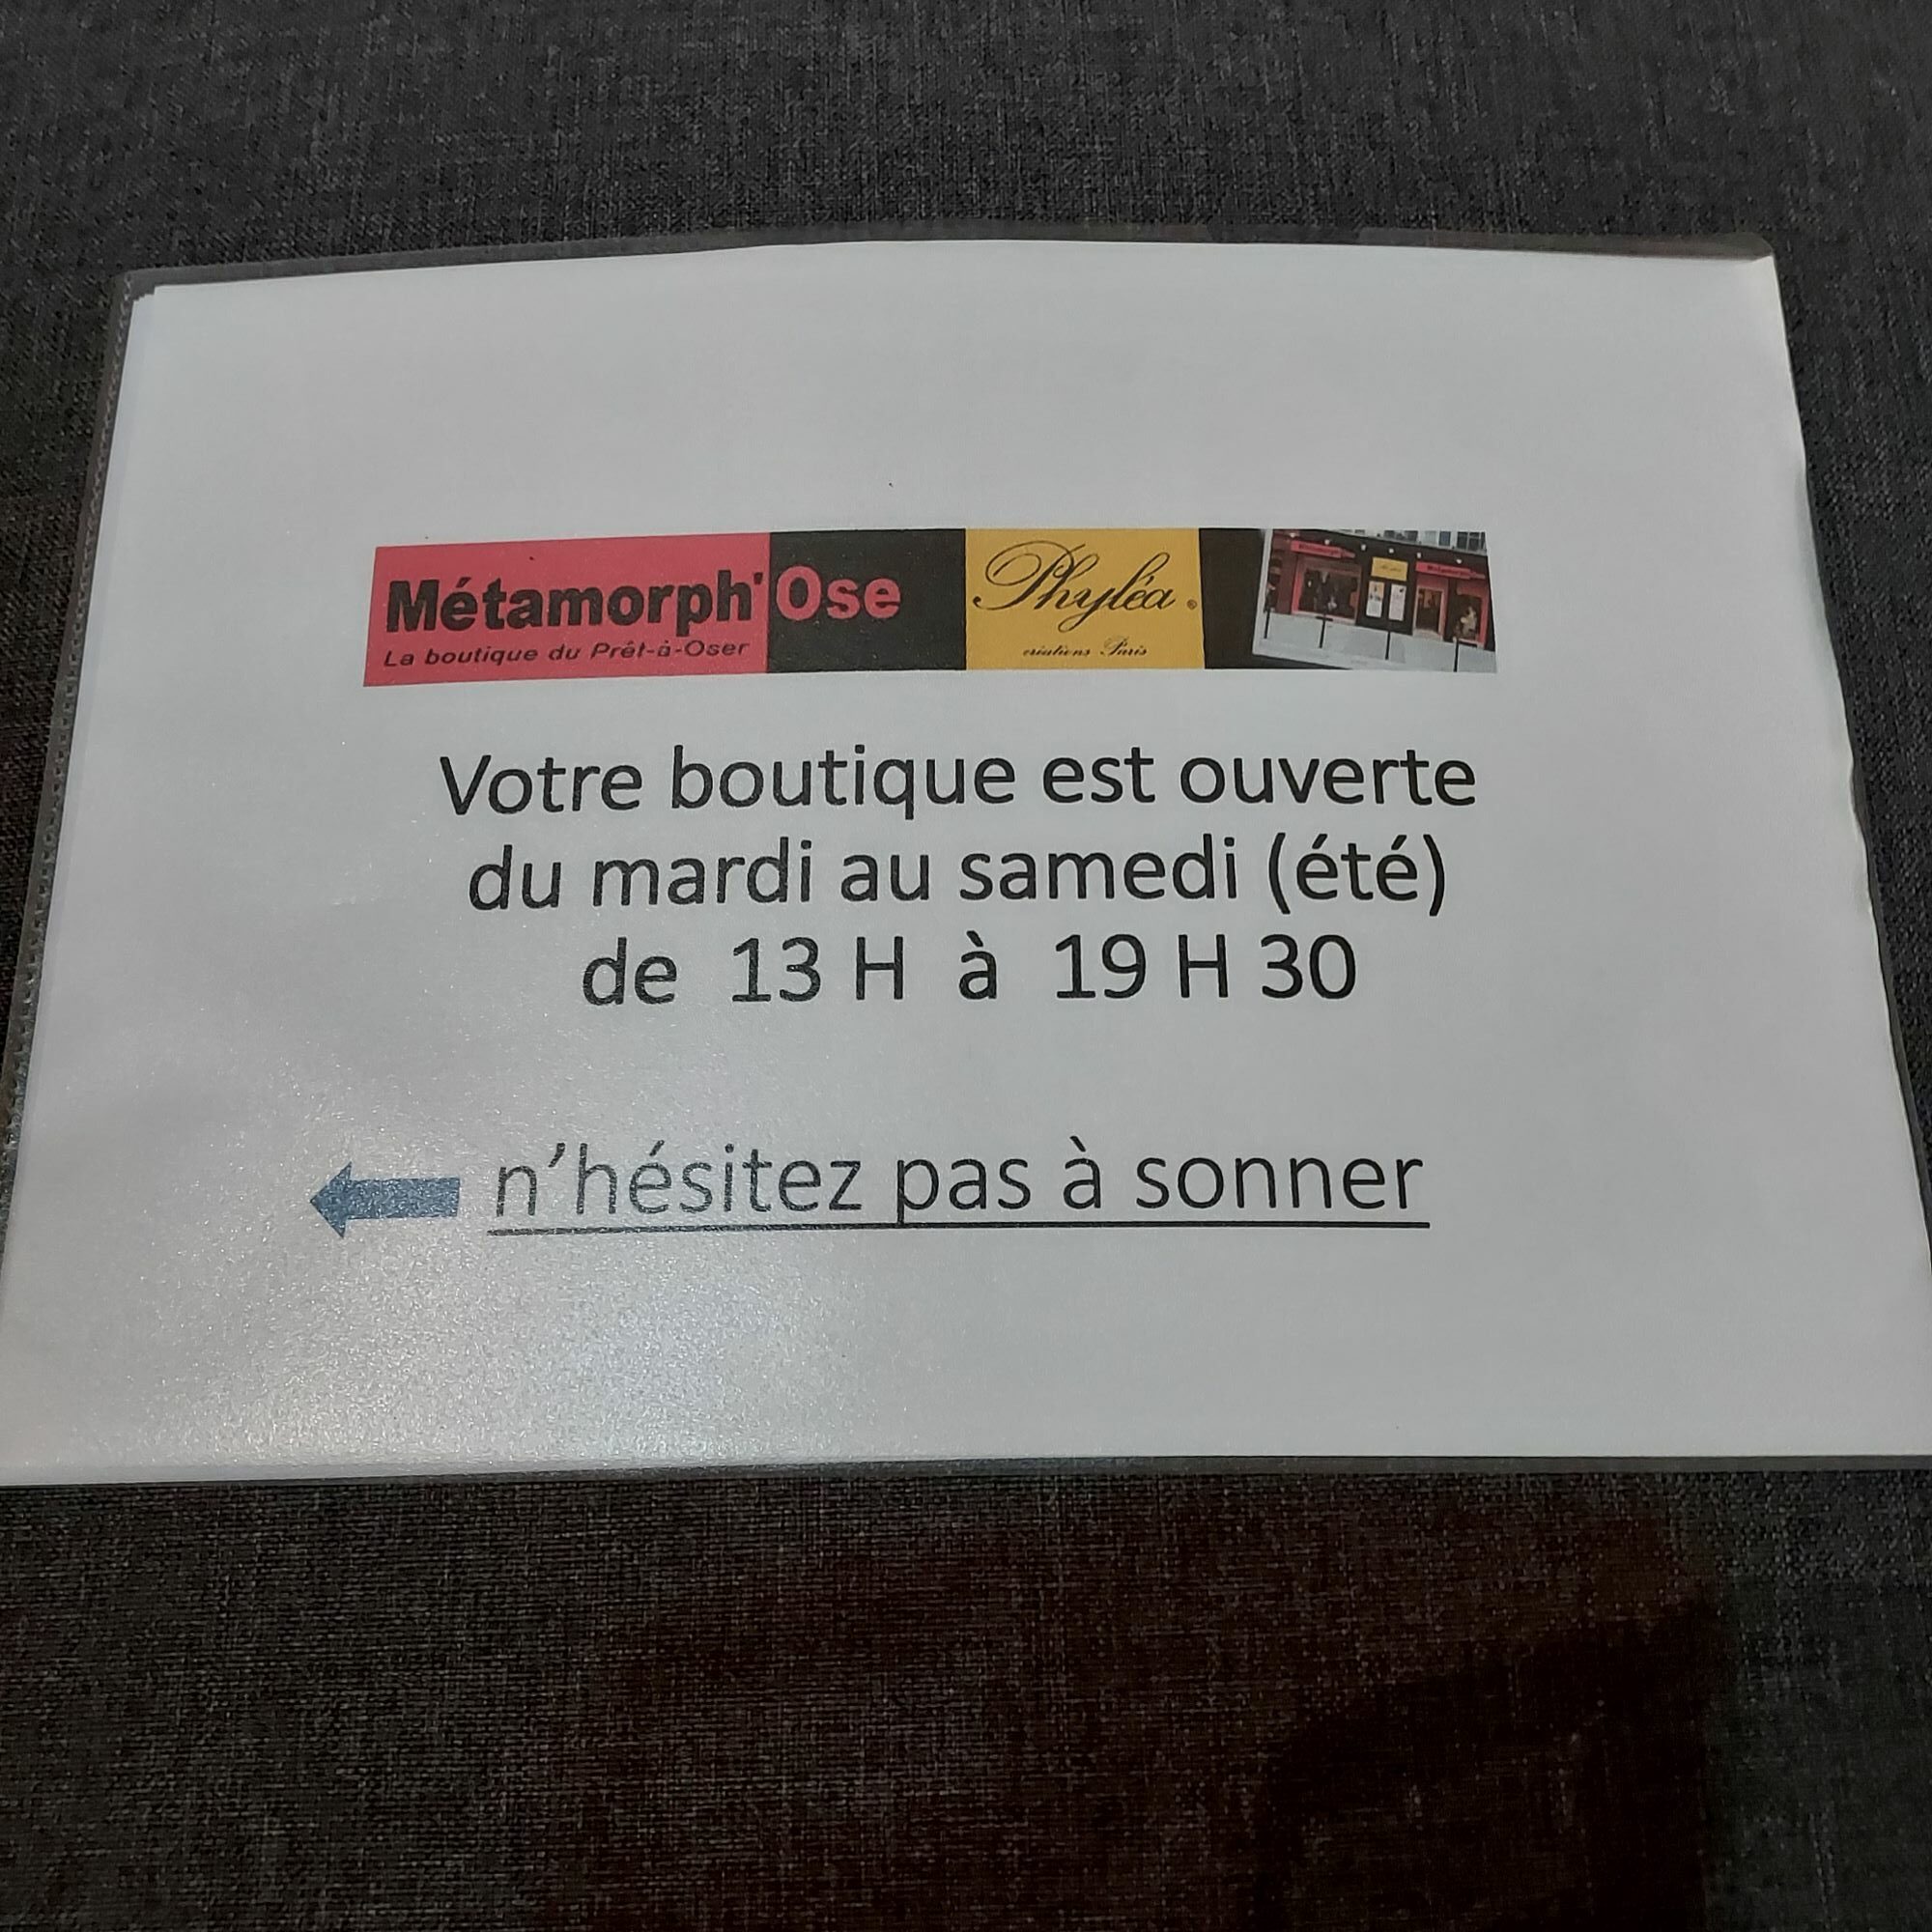 Métamorph'Ose
La boutique du Prêt-à-Oser
Phyléa ®
créations Paris
Votre boutique est ouverte
du mardi au samedi (été)
de 13 H à 19 H 30
n'hésitez pas à sonner